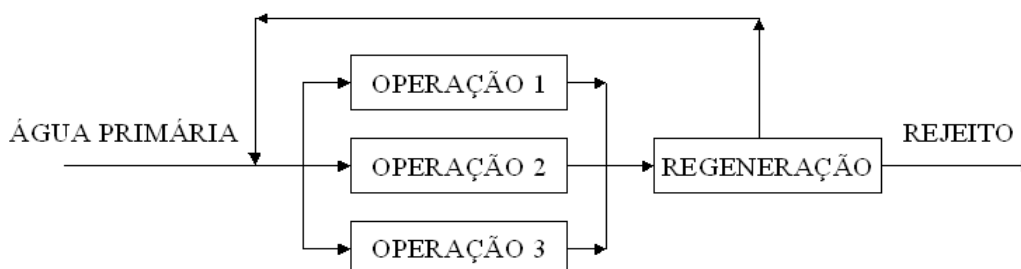 OPERAÇÃO 1
ÁGUA PRIMÁRIA
REJEITO
OPERAÇÃO 2
REGENERAÇÃO
OPERAÇÃO 3